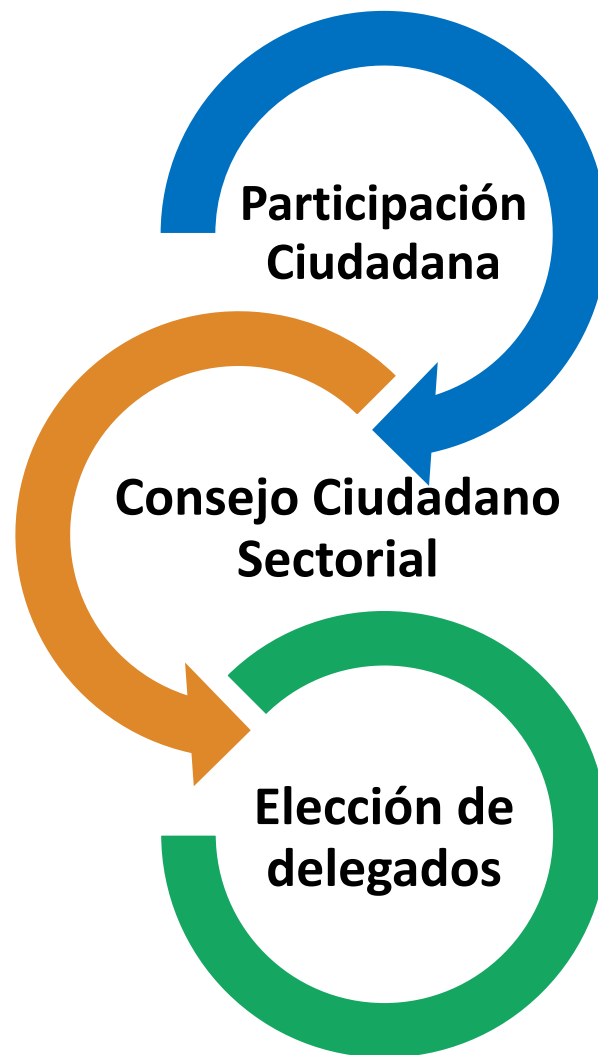 Participación
Ciudadana
Consejo Ciudadano
Sectorial
Elección de
delegados